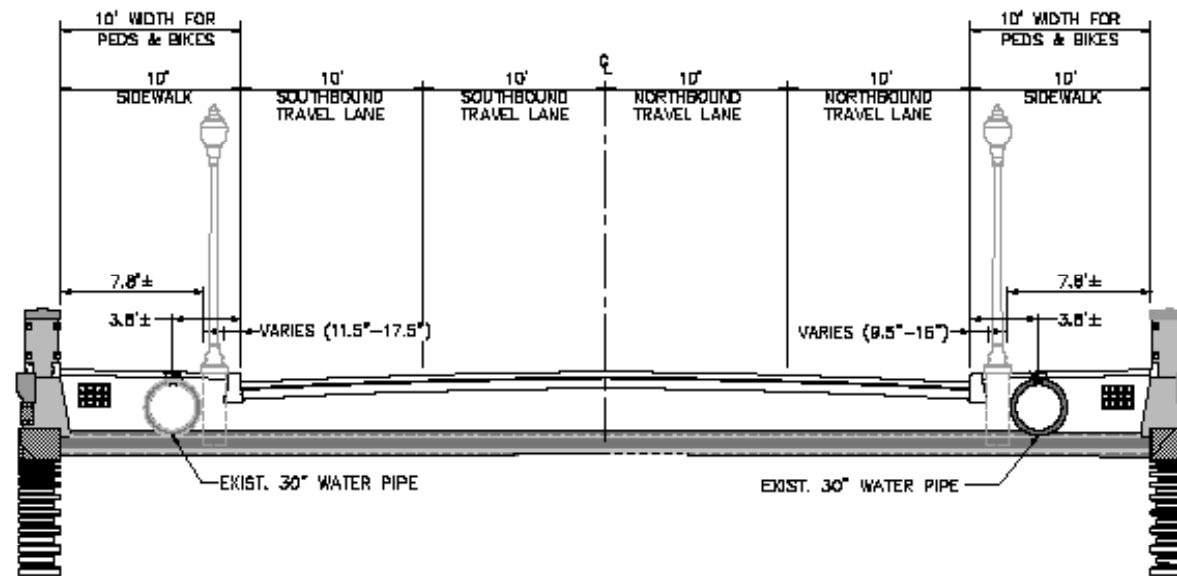 10' WIDTH FOR
PEDS & BIKES
10' WIDTH FOR
PEDS & BIKES
℄
10'
SIDEWALK
10'
SOUTHBOUND
TRAVEL LANE
10'
SOUTHBOUND
TRAVEL LANE
10'
NORTHBOUND
TRAVEL LANE
10'
NORTHBOUND
TRAVEL LANE
10'
SIDEWALK
7.8'±
7.8'±
3.8'±
VARIES (11.5"-17.5")
VARIES (9.5"-16")
3.8'±
EXIST. 30" WATER PIPE
EXIST. 30" WATER PIPE